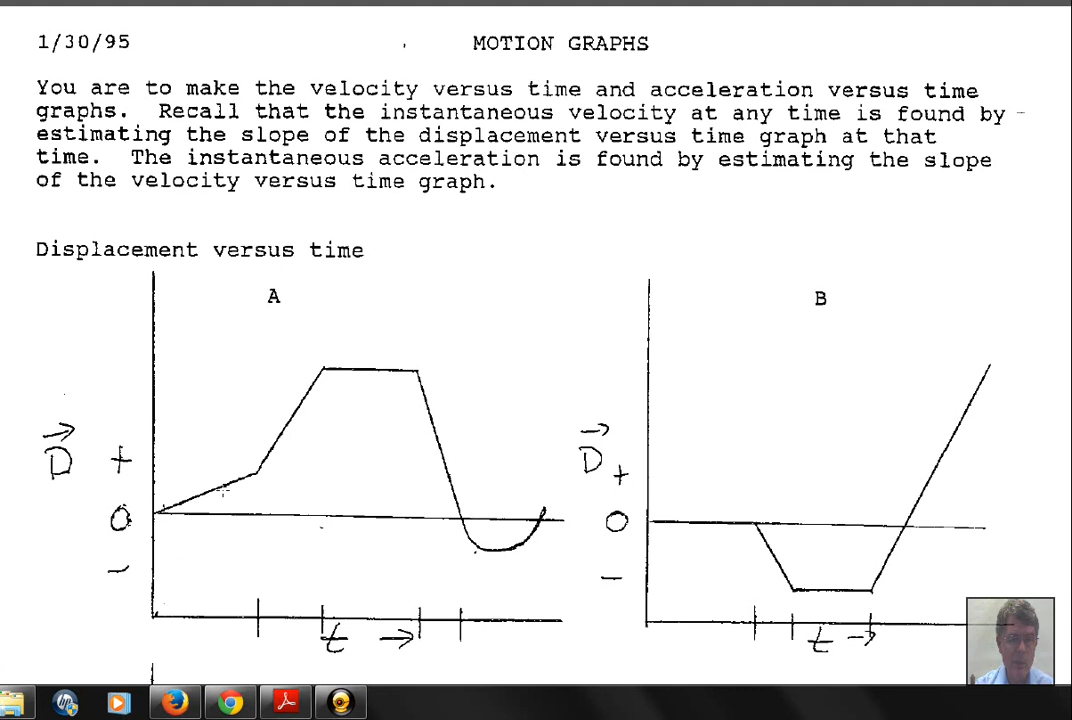 1/30/95 MOTION GRAPHS
You are to make the velocity versus time and acceleration versus time
graphs. Recall that the instantaneous velocity at any time is found by
estimating the slope of the displacement versus time graph at that
time. The instantaneous acceleration is found by estimating the slope
of the velocity versus time graph.
Displacement versus time
A
B
D +
0
-
t →
D +
0
-
t →
hp